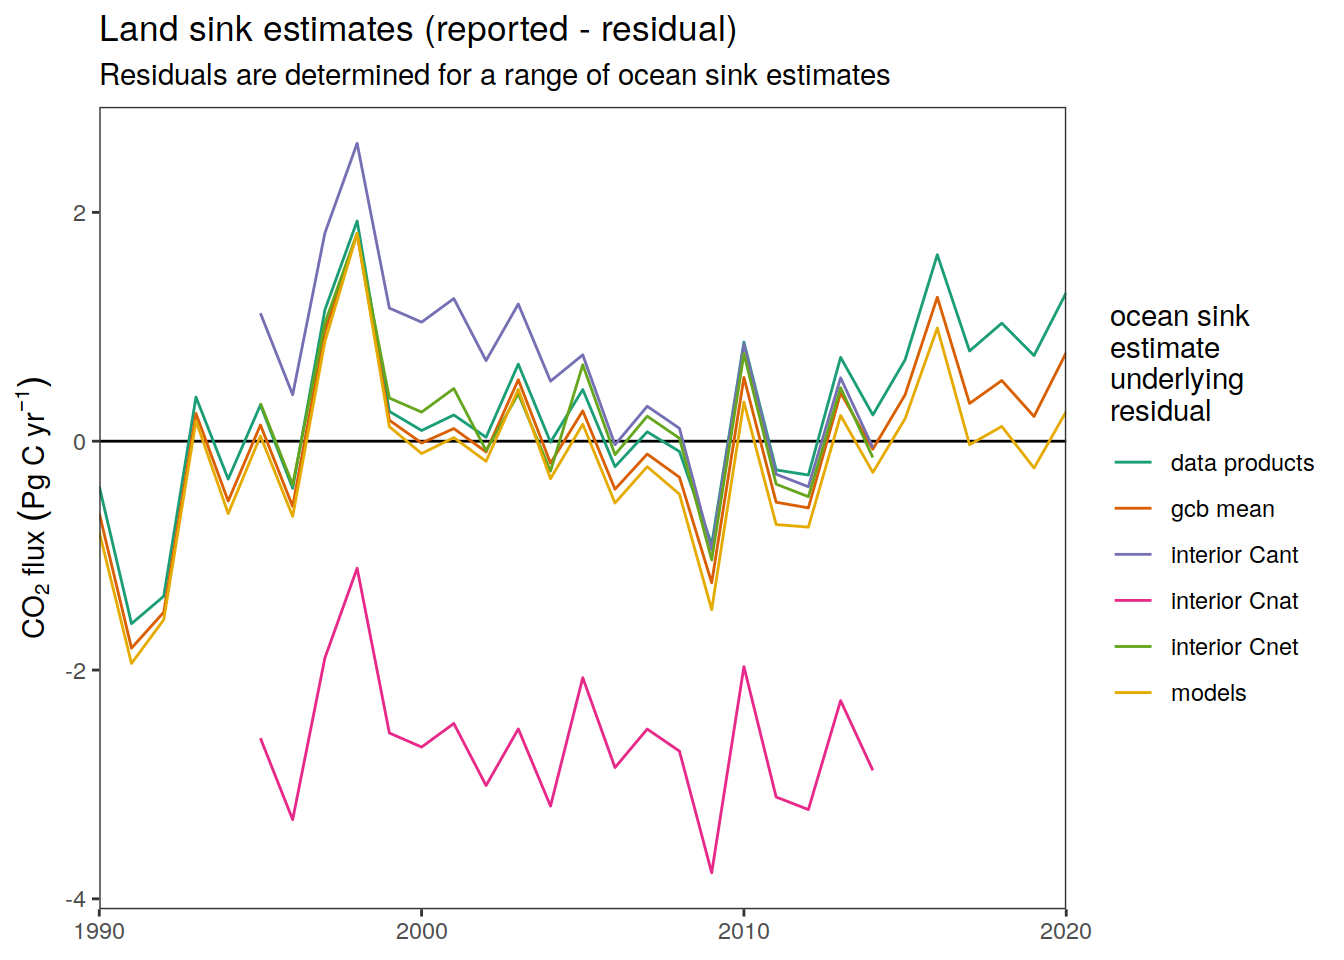 Land sink estimates (reported - residual)
Residuals are determined for a range of ocean sink estimates
CO₂ flux (Pg C yr⁻¹)
2
0
-2
-4
1990
2000
2010
2020
ocean sink
estimate
underlying
residual
data products
gcb mean
interior Cant
interior Cnat
interior Cnet
models